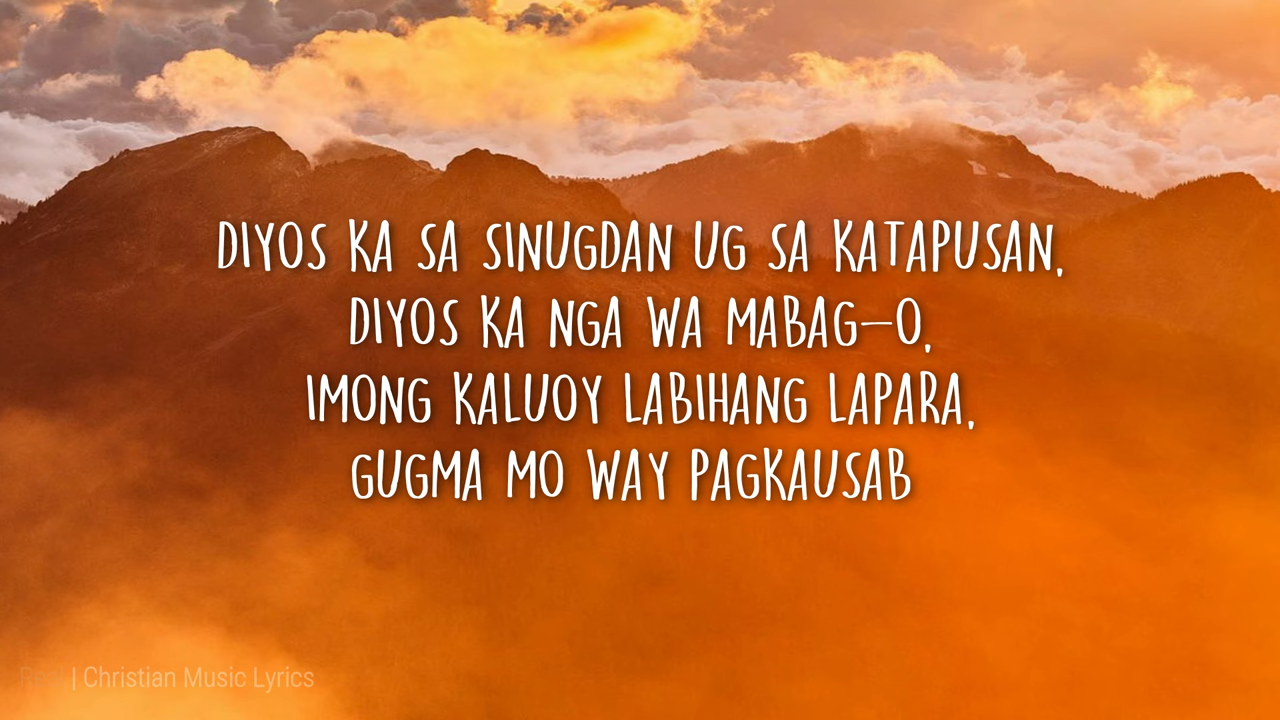 DIYOS KA SA SINUGDAN UG SA KATAPUSAN,
DIYOS KA NGA WA MABAG-O,
IMONG KALUOY LABIHANG LAPARA,
GUGMA MO WAY PAGKAUSAB
| Christian Music Lyrics